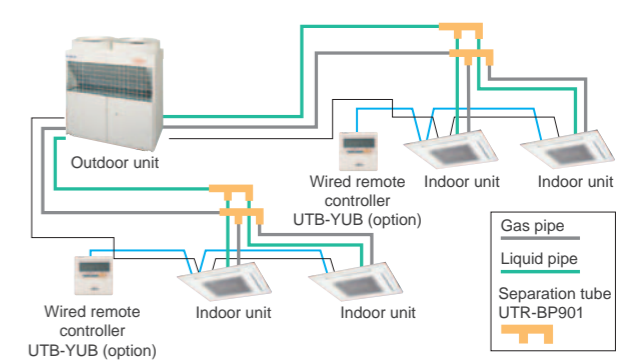 Outdoor unit
Wired remote
controller
UTB-YUB (option)
Indoor unit
Indoor unit
Wired remote
controller
UTB-YUB (option)
Indoor unit
Indoor unit
Gas pipe
Liquid pipe
Separation tube
UTR-BP901